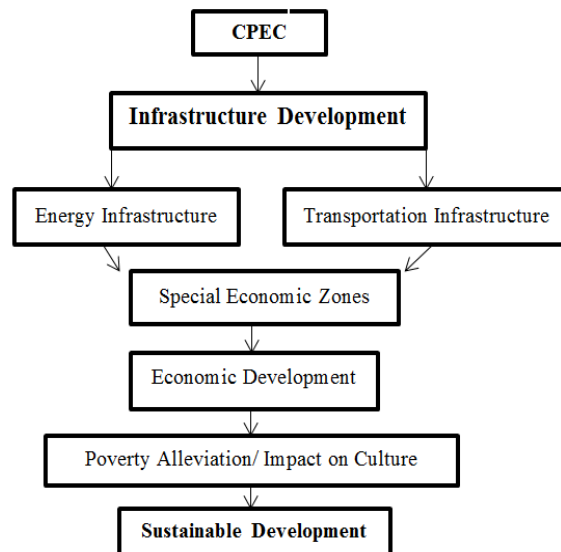 CPEC
Infrastructure Development
Energy Infrastructure
Transportation Infrastructure
Special Economic Zones
Economic Development
Poverty Alleviation/ Impact on Culture
Sustainable Development